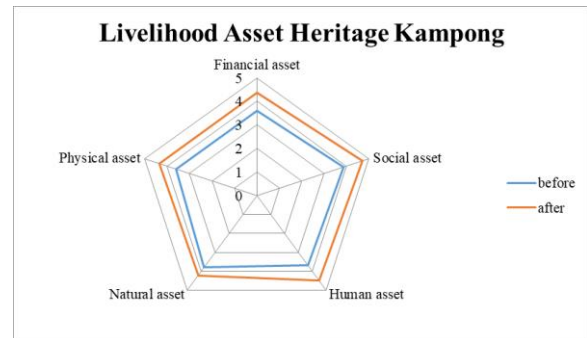 Livelihood Asset Heritage Kampong
Financial asset
5
4
3
2
1
0
Physical asset
Social asset
before
after
Natural asset
Human asset